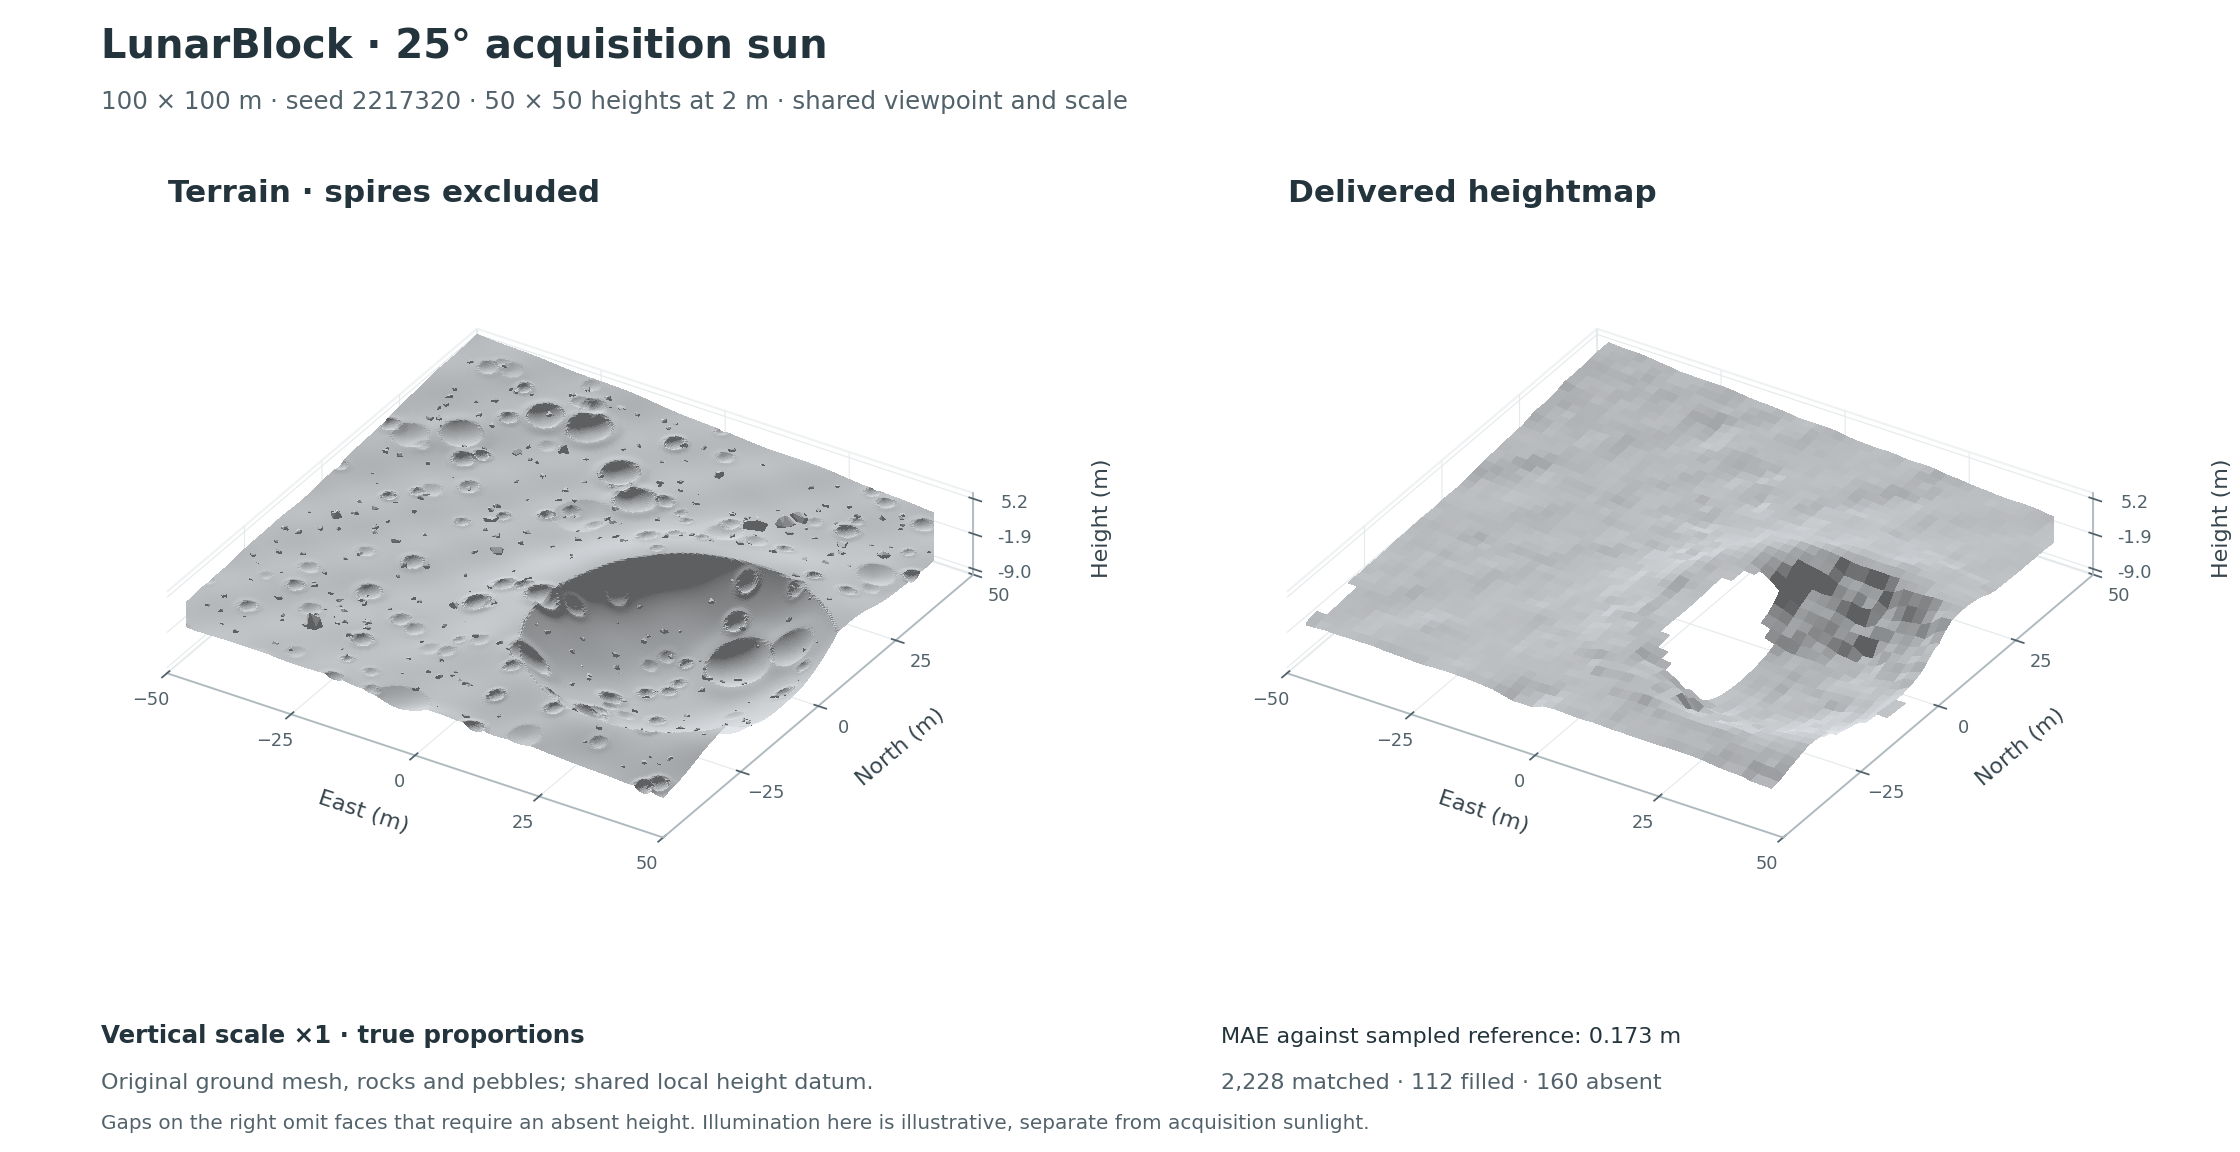 LunarBlock · 25° acquisition sun
100 × 100 m · seed 2217320 · 50 × 50 heights at 2 m · shared viewpoint and scale
Terrain · spires excluded
Delivered heightmap
5.2
−1.9
-9.0
Height (m)
50
25
0
−25
North (m)
−50
−25
0
25
50
East (m)
5.2
−1.9
-9.0
Height (m)
50
25
0
−25
North (m)
−50
−25
0
25
50
East (m)
Vertical scale ×1 · true proportions
MAE against sampled reference: 0.173 m
Original ground mesh, rocks and pebbles; shared local height datum.
2,228 matched · 112 filled · 160 absent
Gaps on the right omit faces that require an absent height. Illumination here is illustrative, separate from acquisition sunlight.